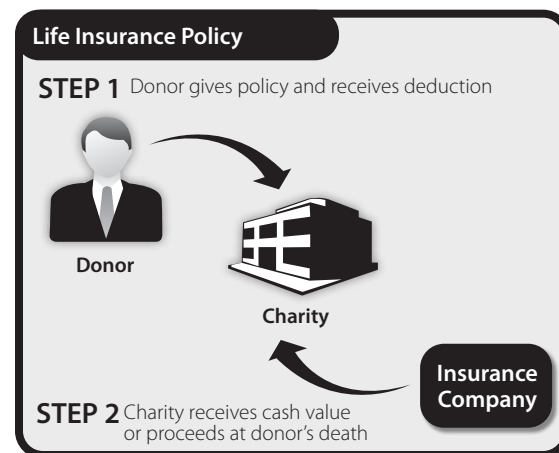 Life Insurance Policy
STEP 1 Donor gives policy and receives deduction
Donor
Charity
Insurance
Company
STEP 2 Charity receives cash value
or proceeds at donor's death